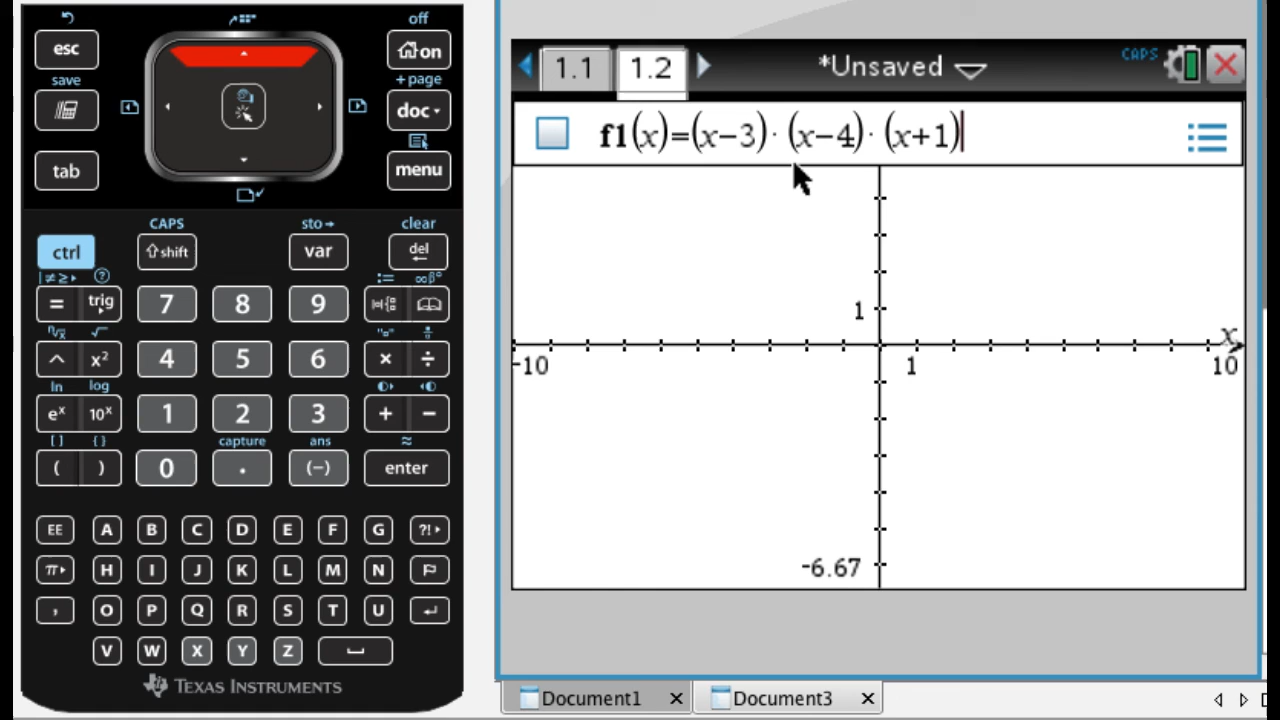 off
esc
on
save
+ page
doc
tab
menu
CAPS
sto→
clear
ctrl
⇧shift
var
del
|≠≥▸ ?
:= ∞β°
= trig 7 8 9
ⁿ√x √
"▫"
^ x² 4 5 6 × ÷
ln log
eˣ 10ˣ 1 2 3 + −
[ ] { } capture ans ≈
( ) 0 . (−) enter
EE A B C D E F G ?!▸
π▸ H I J K L M N
, O P Q R S T U
V W X Y Z
TEXAS INSTRUMENTS
1.1 1.2 *Unsaved CAPS
f1(x)=(x−3)·(x−4)·(x+1)
1
x
-10 1 10
-6.67
Document1 Document3